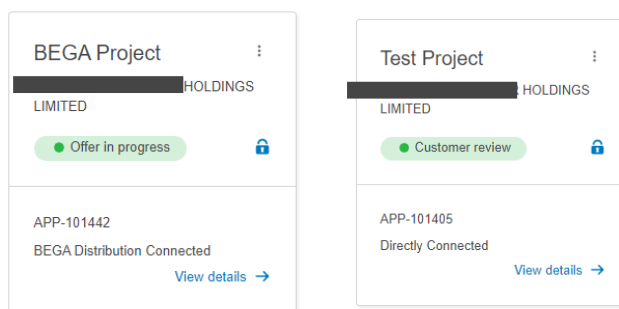 BEGA Project
HOLDINGS
LIMITED
Offer in progress
APP-101442
BEGA Distribution Connected
View details
Test Project
HOLDINGS
LIMITED
Customer review
APP-101405
Directly Connected
View details